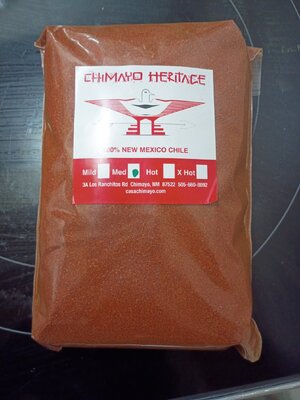 CHIMAYO HERITAGE
100% NEW MEXICO CHILE
Mild Med Hot X Hot
3A Los Ranchitos Rd Chimayo, NM 87522 505-660-0092
casachimayo.com